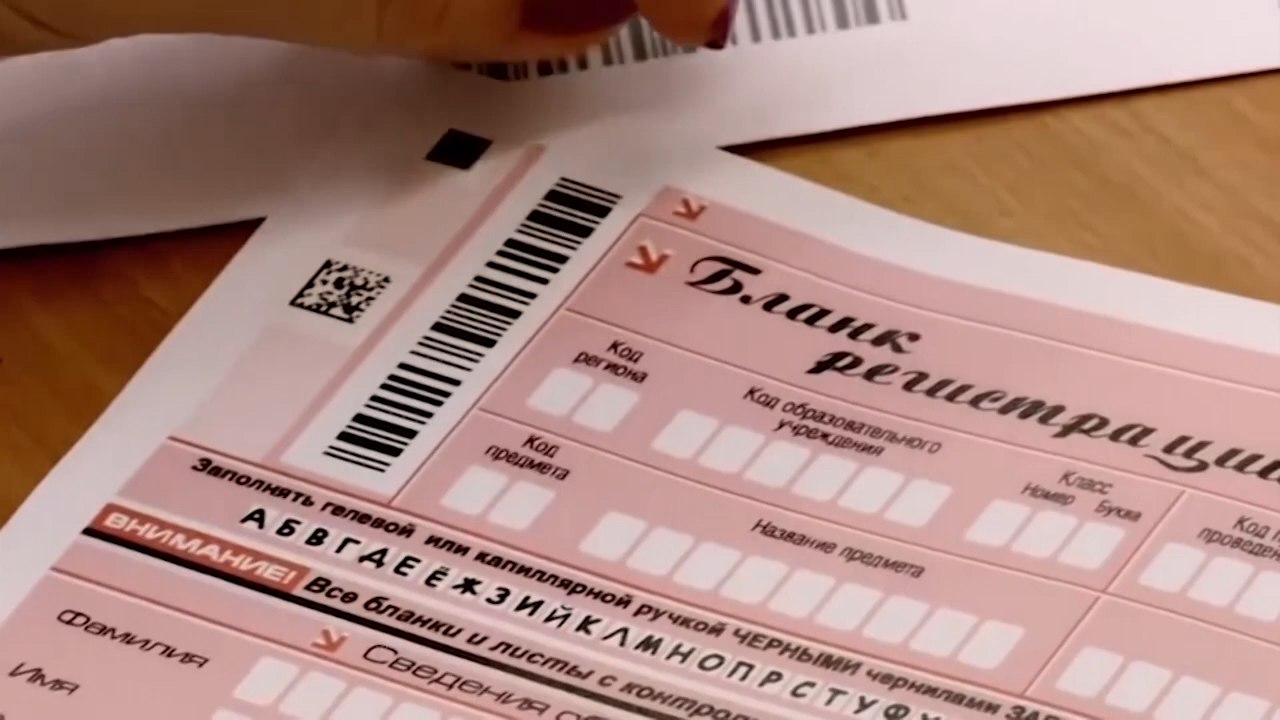 Бланк
регистрации
Код
региона
Код образовательного
учреждения
Класс
Номер Буква
Код
Код
предмета
Название предмета
Заполнять гелевой или капиллярной ручкой ЧЕРНЫМИ чернилами
А Б В Г Д Е Ё Ж З И Й К Л М Н О П Р С Т У Ф
ВНИМАНИЕ! Все бланки и листы с
Сведения
Фамилия
Имя